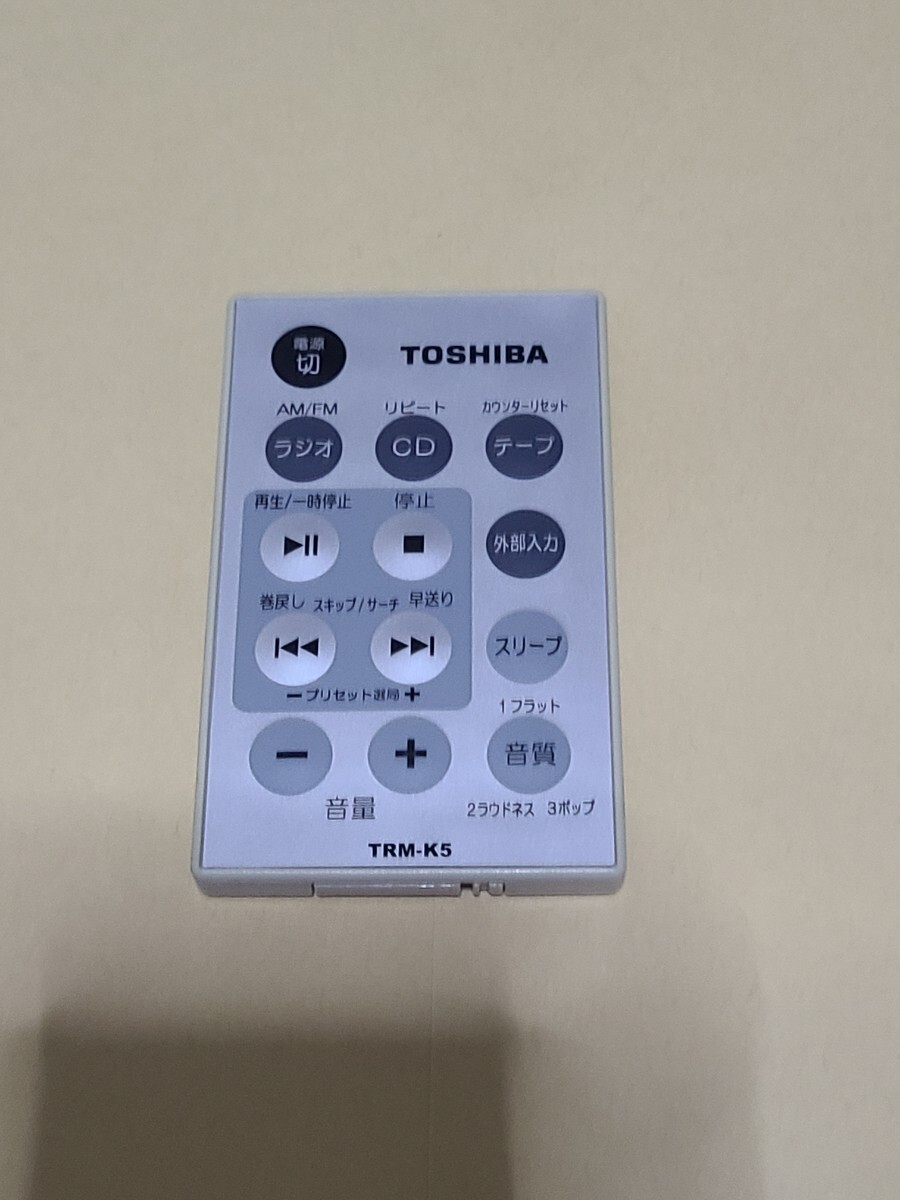 電源
切
TOSHIBA
AM/FM リピート カウンターリセット
ラジオ CD テープ
再生/一時停止 停止
外部入力
巻戻し スキップ/サーチ 早送り
スリープ
−プリセット選局+
1フラット
− + 音質
音量
2ラウドネス 3ポップ
TRM-K5